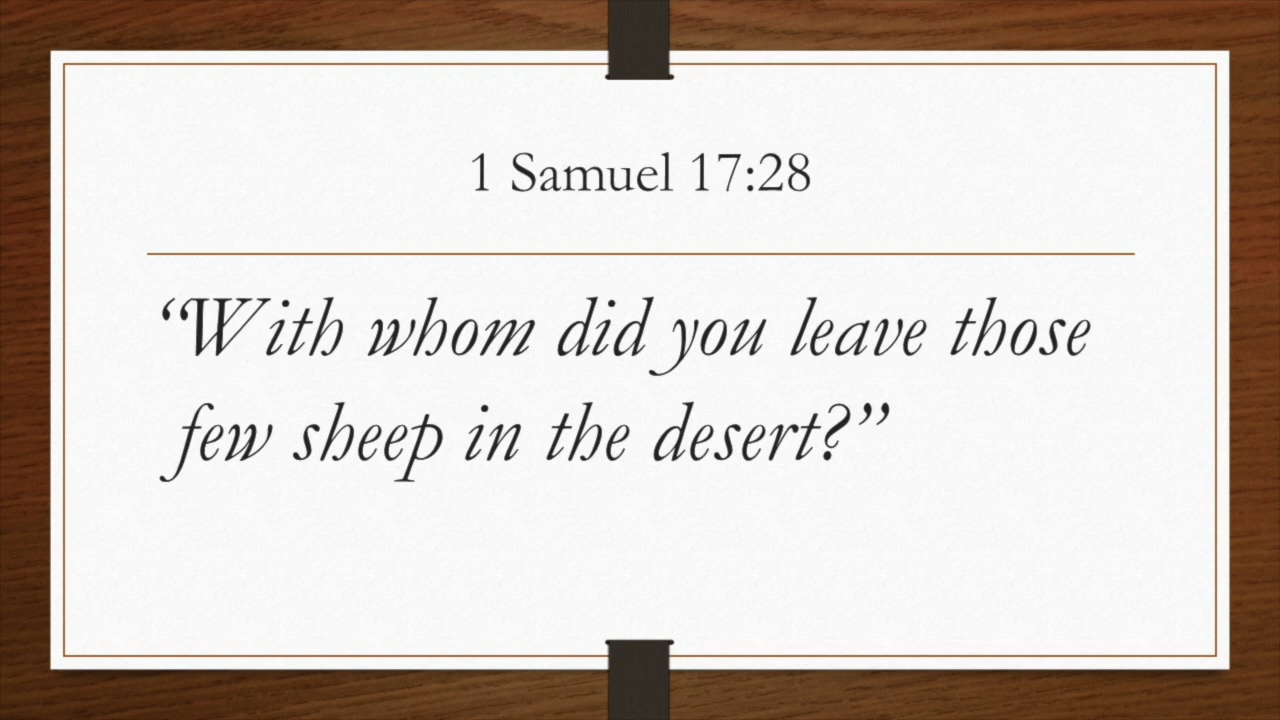 1 Samuel 17:28
“With whom did you leave those
few sheep in the desert?”